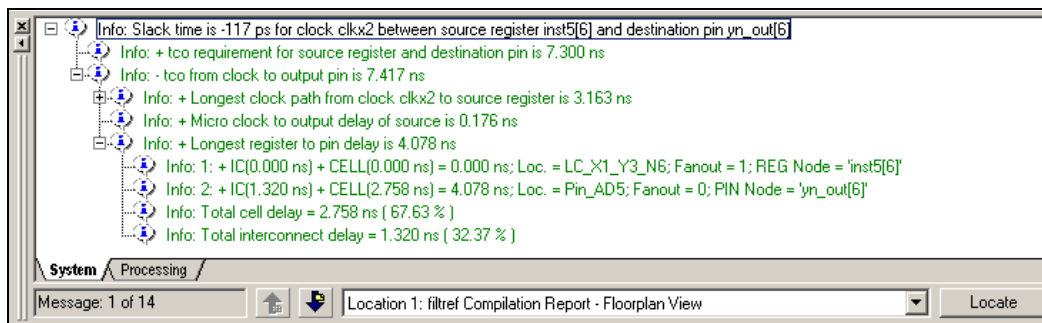 Info: Slack time is -117 ps for clock clkx2 between source register inst5[6] and destination pin yn_out[6]
Info: + tco requirement for source register and destination pin is 7.300 ns
Info: - tco from clock to output pin is 7.417 ns
Info: + Longest clock path from clock clkx2 to source register is 3.163 ns
Info: + Micro clock to output delay of source is 0.176 ns
Info: + Longest register to pin delay is 4.078 ns
Info: 1: + IC(0.000 ns) + CELL(0.000 ns) = 0.000 ns; Loc. = LC_X1_Y3_N6; Fanout = 1; REG Node = 'inst5[6]'
Info: 2: + IC(1.320 ns) + CELL(2.758 ns) = 4.078 ns; Loc. = Pin_AD5; Fanout = 0; PIN Node = 'yn_out[6]'
Info: Total cell delay = 2.758 ns ( 67.63 % )
Info: Total interconnect delay = 1.320 ns ( 32.37 % )
System Processing
Message: 1 of 14 Location 1: filtref Compilation Report - Floorplan View Locate